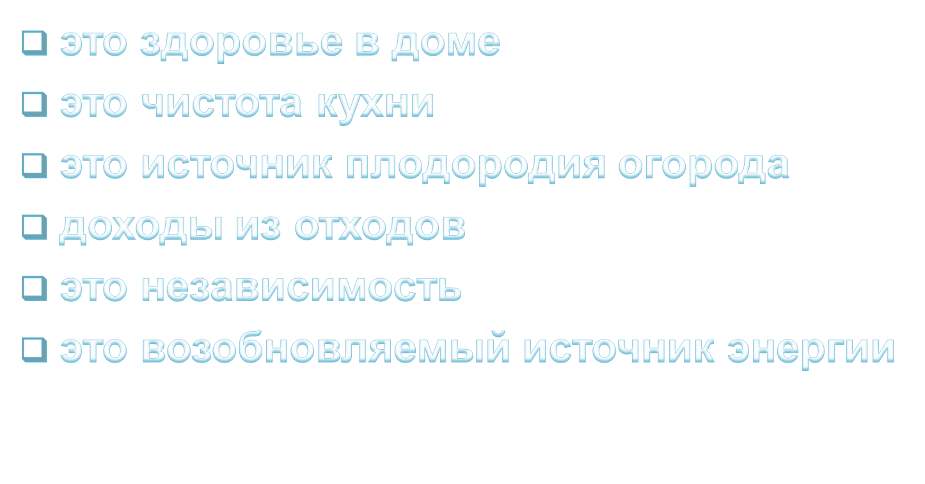 ❑ это здоровье в доме
❑ это чистота кухни
❑ это источник плодородия огорода
❑ доходы из отходов
❑ это независимость
❑ это возобновляемый источник энергии